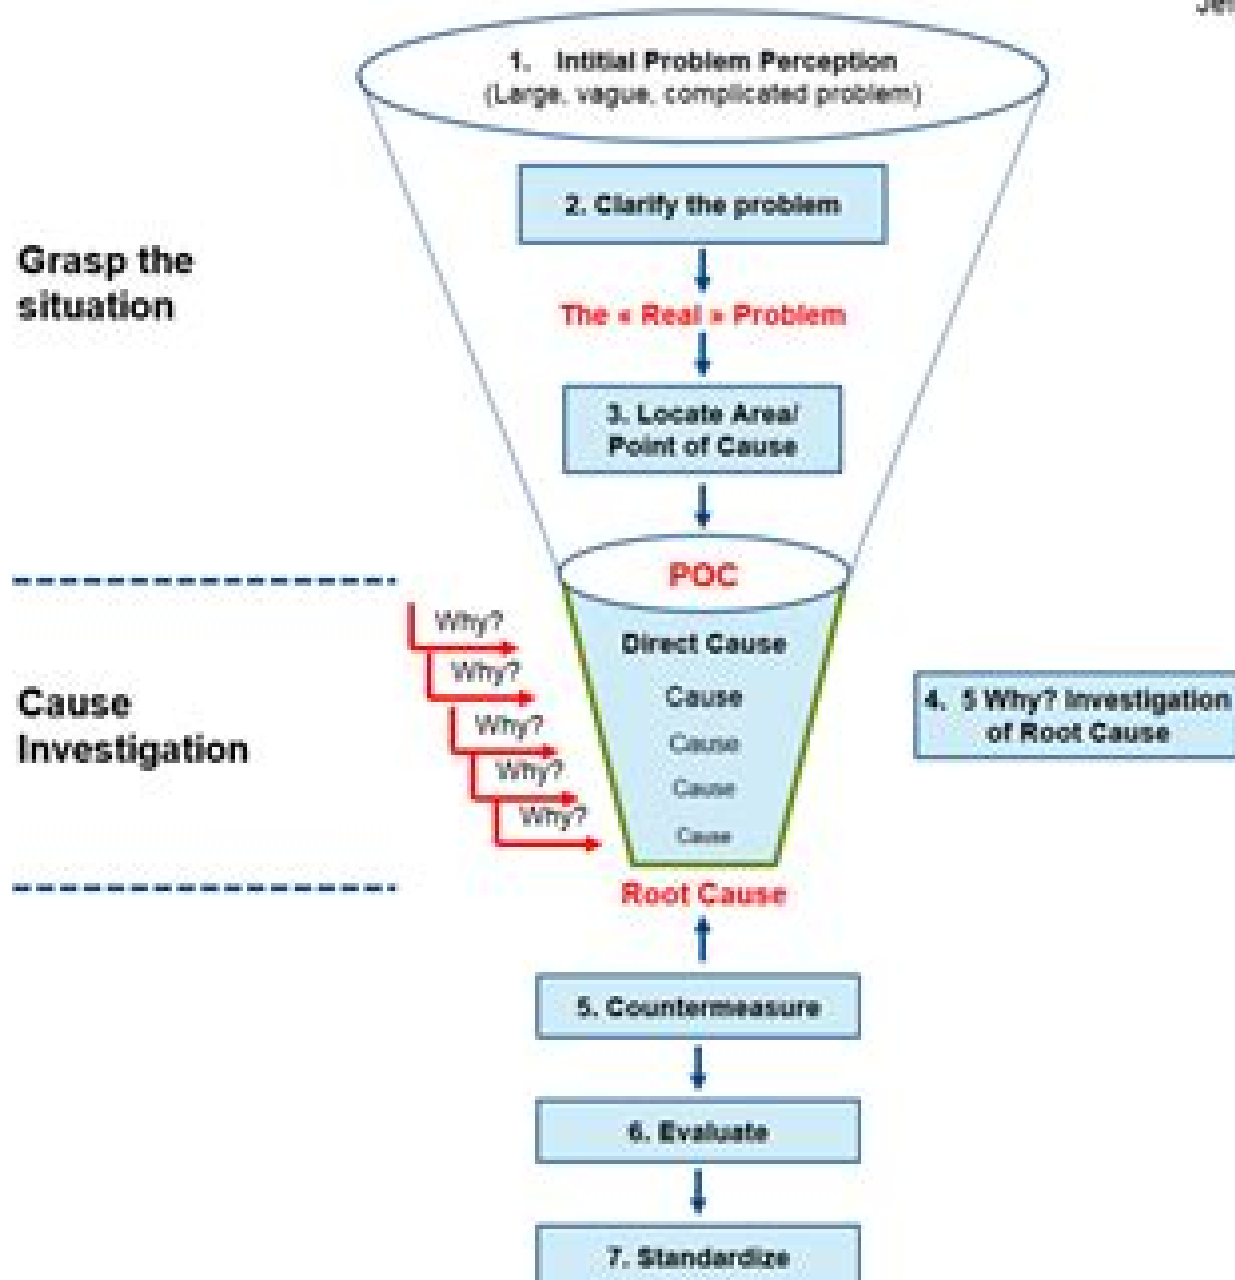 1. Intitial Problem Perception
(Large, vague, complicated problem)
2. Clarify the problem
Grasp the
situation
The « Real » Problem
3. Locate Area/
Point of Cause
POC
Why?
Why?
Why?
Why?
Why?
Direct Cause
Cause
Cause
Cause
Cause
Cause
Investigation
4. 5 Why? Investigation
of Root Cause
Root Cause
5. Countermeasure
6. Evaluate
7. Standardize